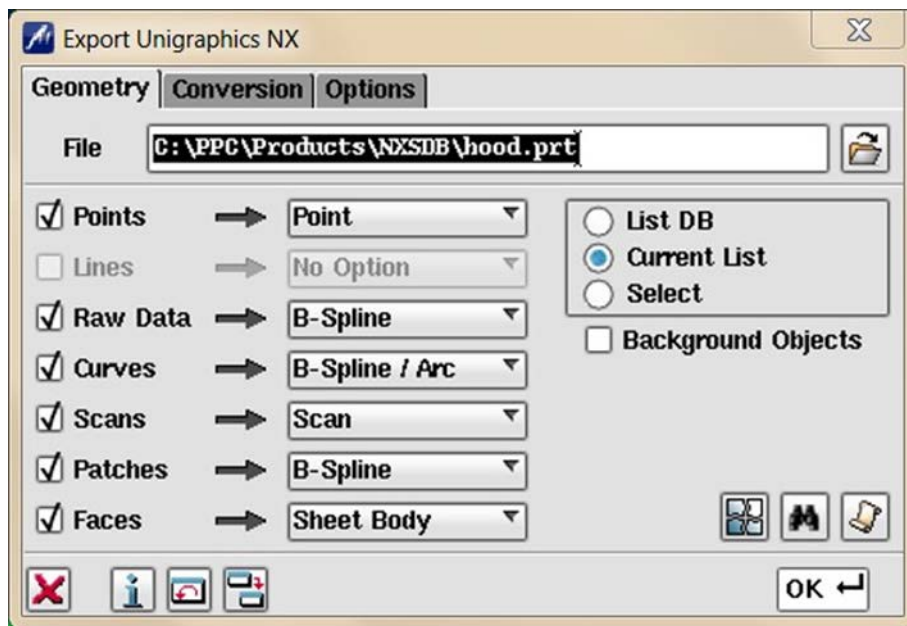 Export Unigraphics NX
Geometry Conversion Options
File C:\PPC\Products\NXSDB\hood.prt
Points Point
Lines No Option
Raw Data B-Spline
Curves B-Spline / Arc
Scans Scan
Patches B-Spline
Faces Sheet Body
List DB
Current List
Select
Background Objects
OK